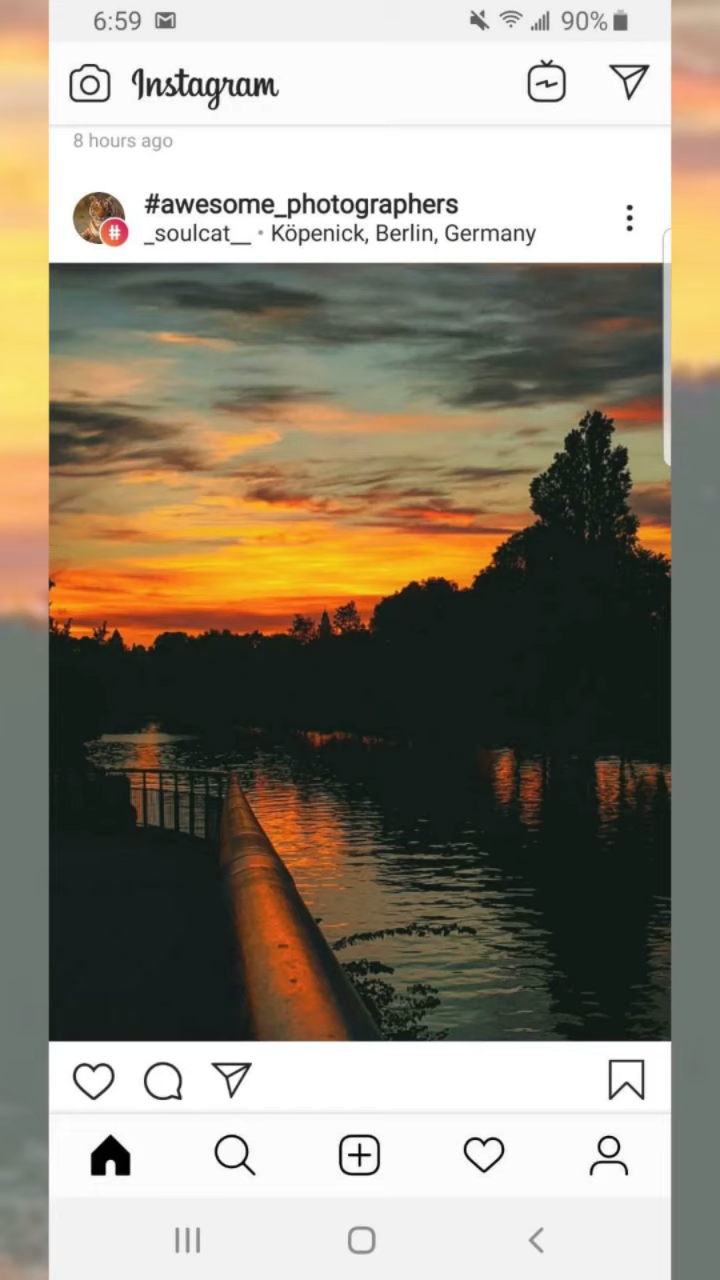 6:59 90%
Instagram
8 hours ago
#awesome_photographers
_soulcat__ • Köpenick, Berlin, Germany